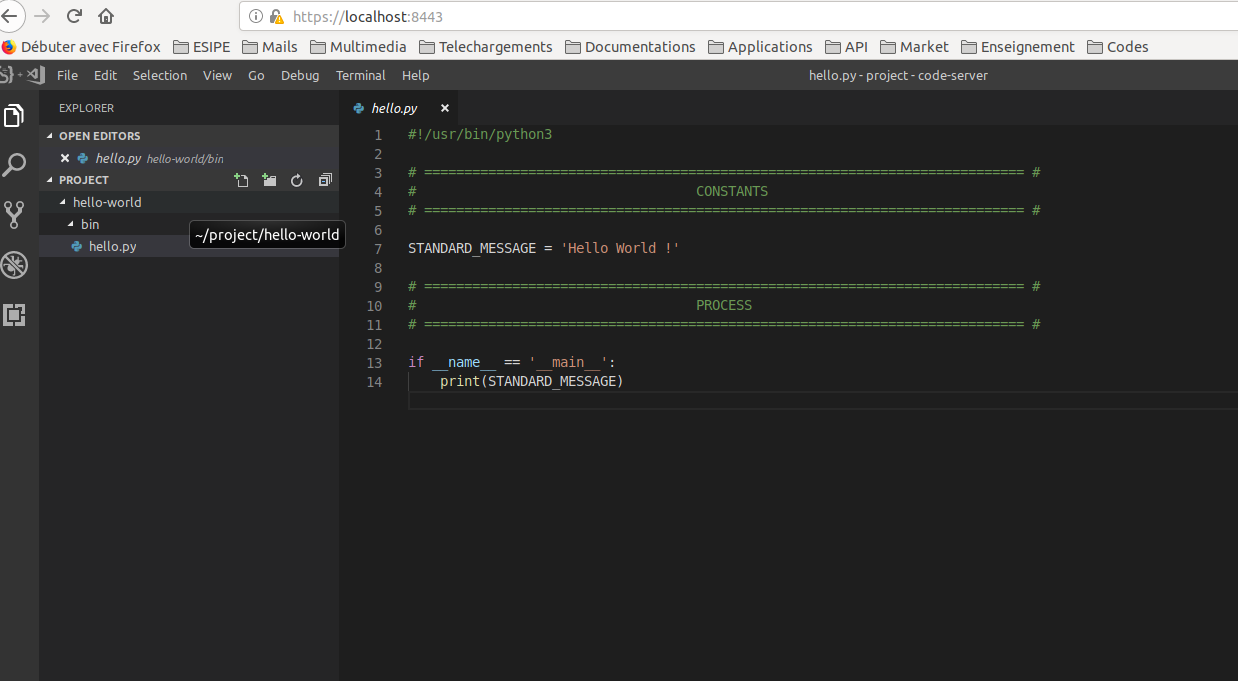 https://localhost:8443
Débuter avec Firefox ESIPE Mails Multimedia Telechargements Documentations Applications API Market Enseignement Codes
File Edit Selection View Go Debug Terminal Help hello.py - project - code-server
EXPLORER
OPEN EDITORS
hello.py hello-world/bin
PROJECT
hello-world
bin
hello.py
~/project/hello-world
hello.py
1 #!/usr/bin/python3
2
3 # =========================================================================== #
4 # CONSTANTS
5 # =========================================================================== #
6
7 STANDARD_MESSAGE = 'Hello World !'
8
9 # =========================================================================== #
10 # PROCESS
11 # =========================================================================== #
12
13 if __name__ == '__main__':
14 print(STANDARD_MESSAGE)